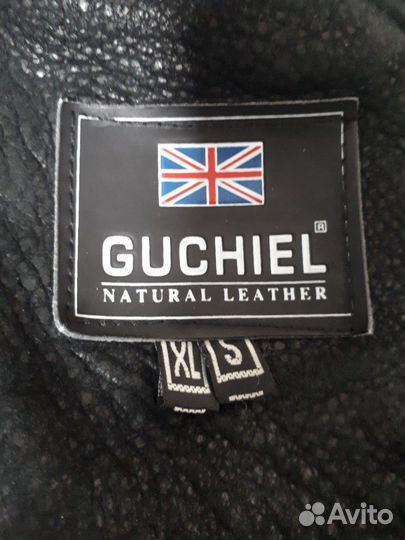 GUCHIEL ®
NATURAL LEATHER
XL S
Avito